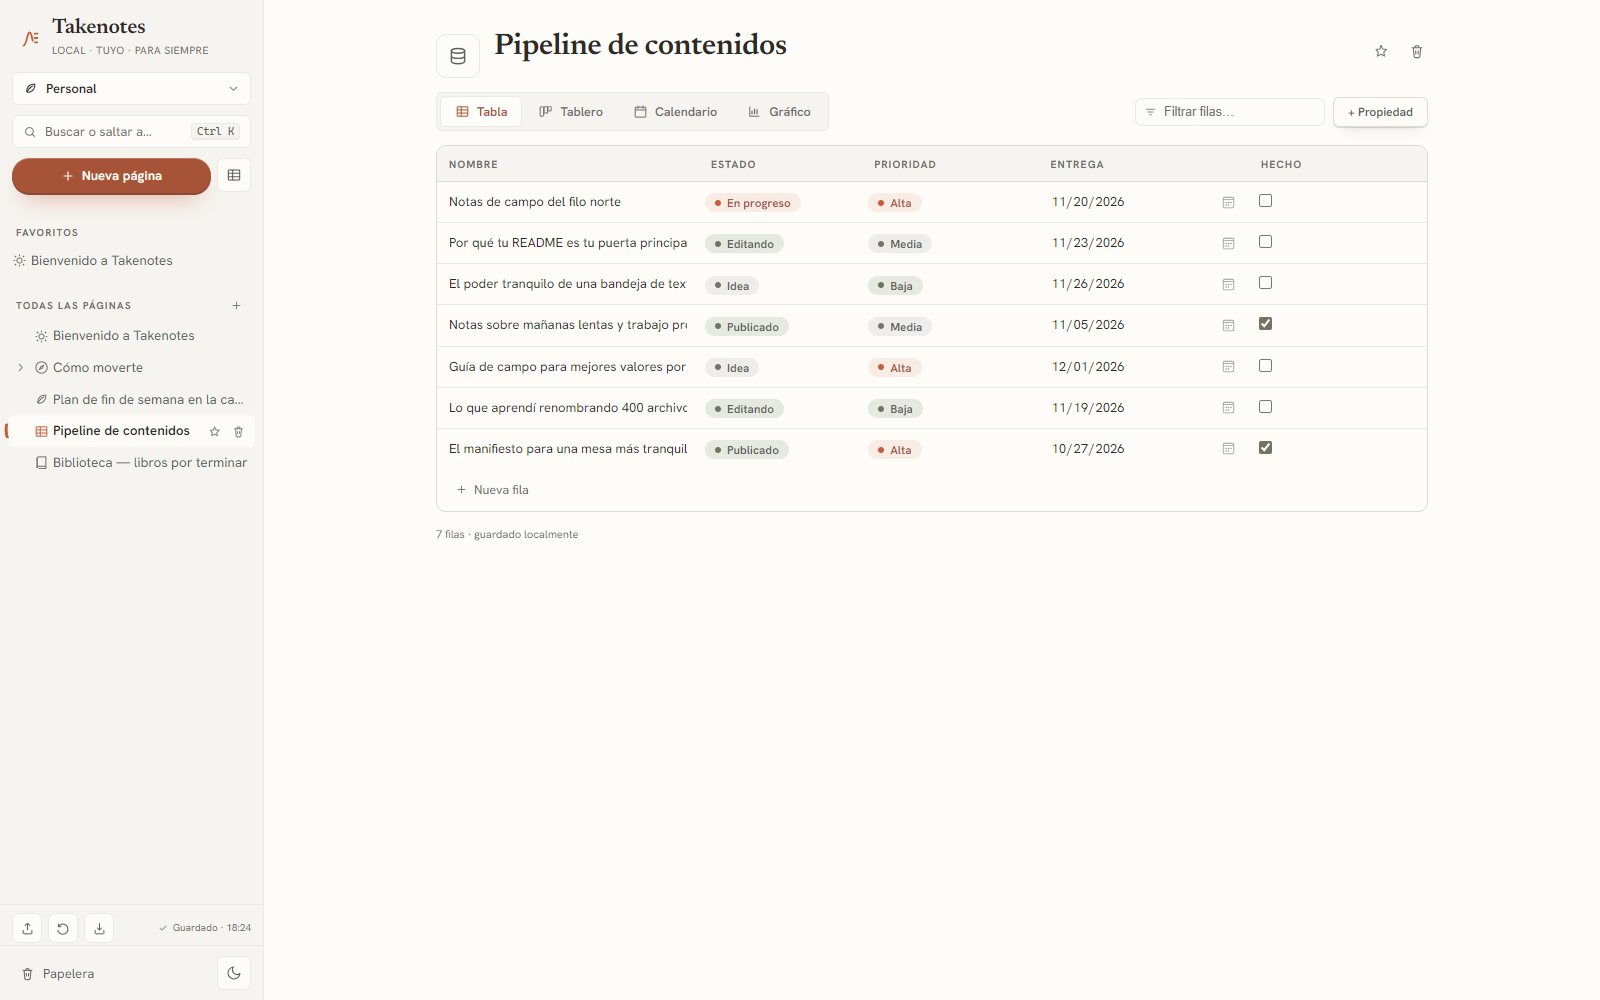 Takenotes
LOCAL · TUYO · PARA SIEMPRE
Personal
Buscar o saltar a... Ctrl K
+ Nueva página
FAVORITOS
Bienvenido a Takenotes
TODAS LAS PÁGINAS +
Bienvenido a Takenotes
Cómo moverte
Plan de fin de semana en la ca...
Pipeline de contenidos
Biblioteca — libros por terminar
Guardado · 18:24
Papelera
Pipeline de contenidos
Tabla Tablero Calendario Gráfico
Filtrar filas... + Propiedad
NOMBRE ESTADO PRIORIDAD ENTREGA HECHO
Notas de campo del filo norte En progreso Alta 11/20/2026
Por qué tu README es tu puerta principa Editando Media 11/23/2026
El poder tranquilo de una bandeja de tex Idea Baja 11/26/2026
Notas sobre mañanas lentas y trabajo pro Publicado Media 11/05/2026
Guía de campo para mejores valores por Idea Alta 12/01/2026
Lo que aprendí renombrando 400 archivo Editando Baja 11/19/2026
El manifiesto para una mesa más tranquil Publicado Alta 10/27/2026
+ Nueva fila
7 filas · guardado localmente